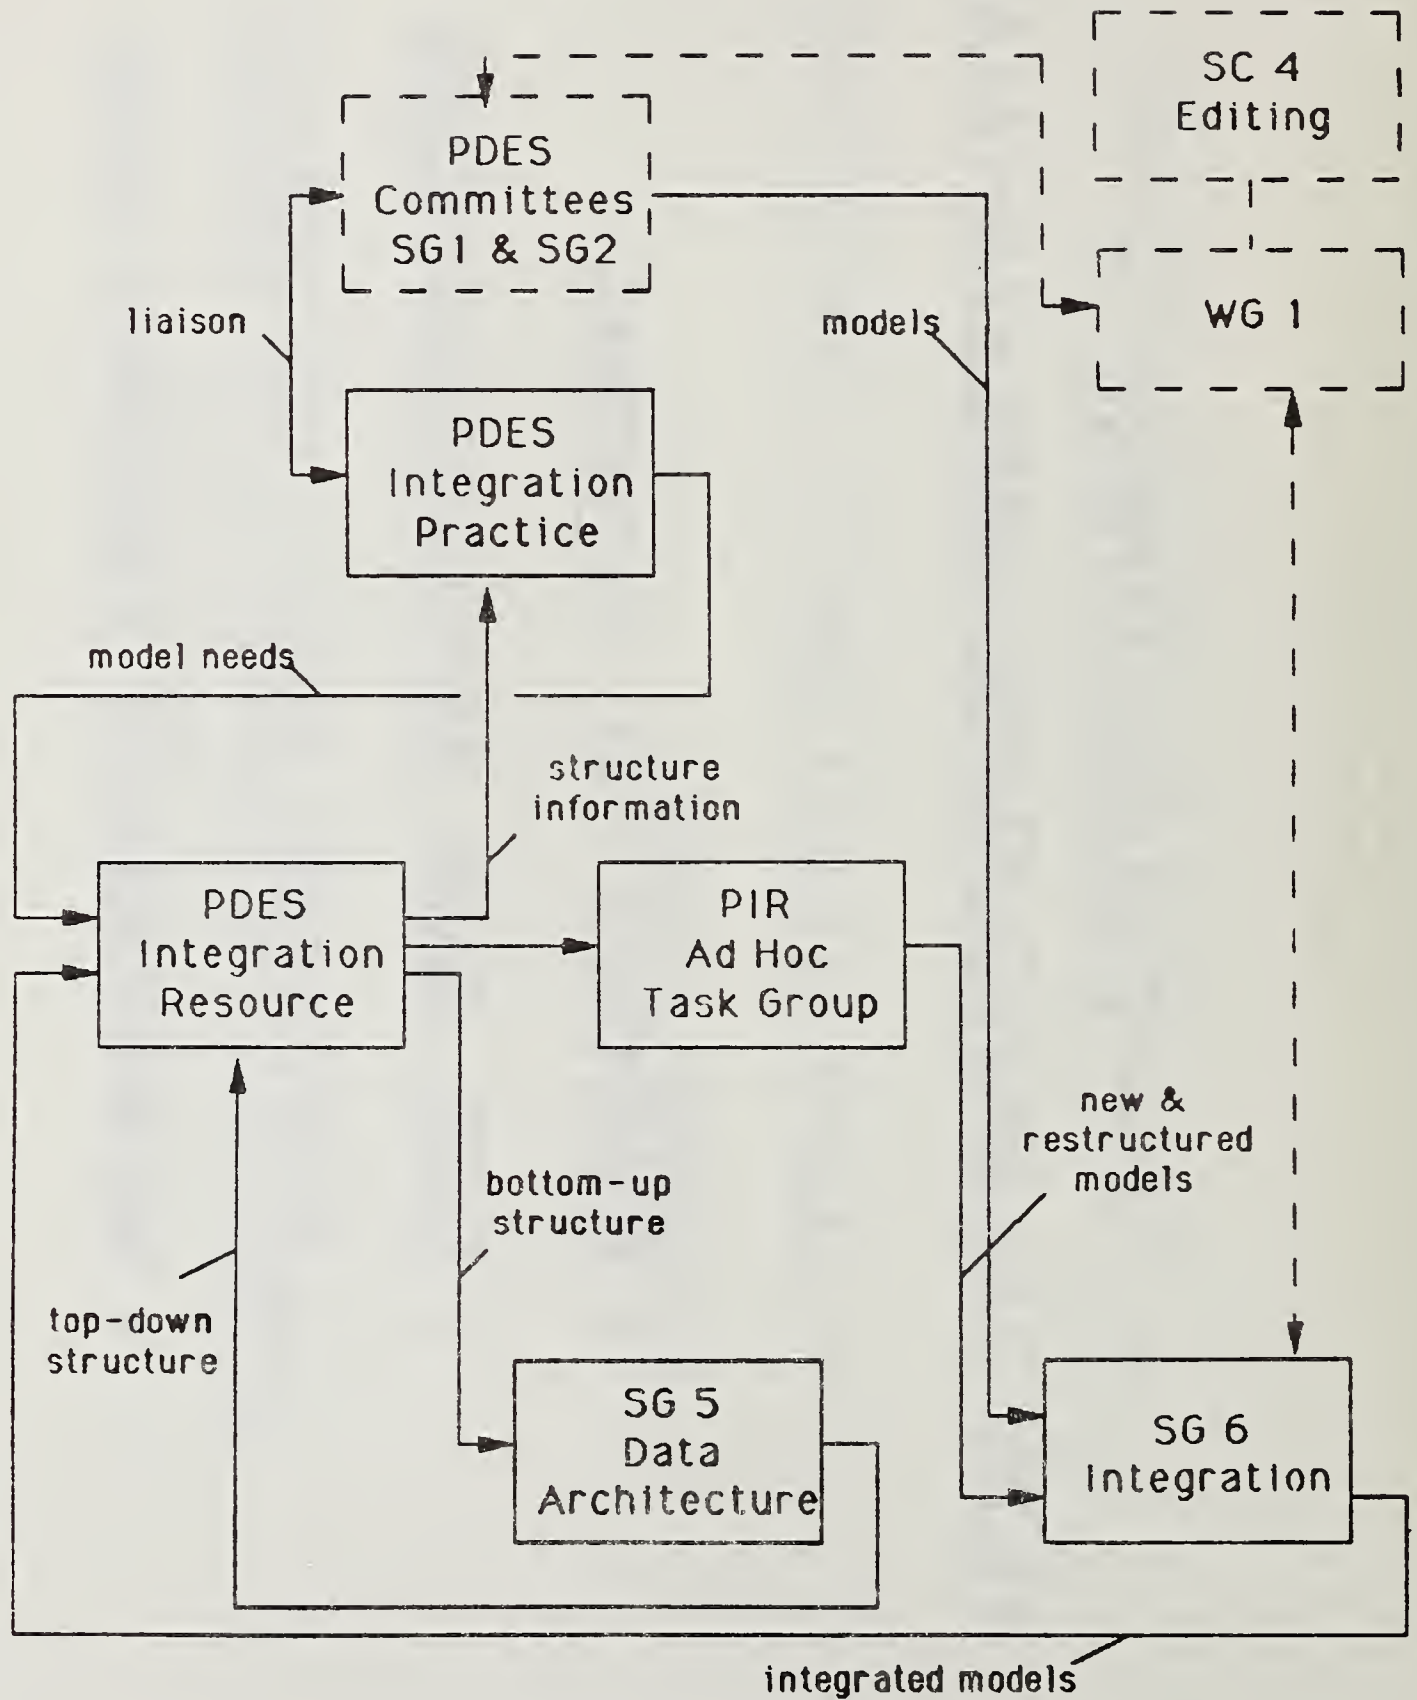 SC 4
Editing
PDES
Committees
SG1 & SG2
WG 1
liaison
models
PDES
Integration
Practice
model needs
structure
information
PDES
Integration
Resource
PIR
Ad Hoc
Task Group
new &
restructured
models
bottom-up
structure
top-down
structure
SG 5
Data
Architecture
SG 6
Integration
integrated models